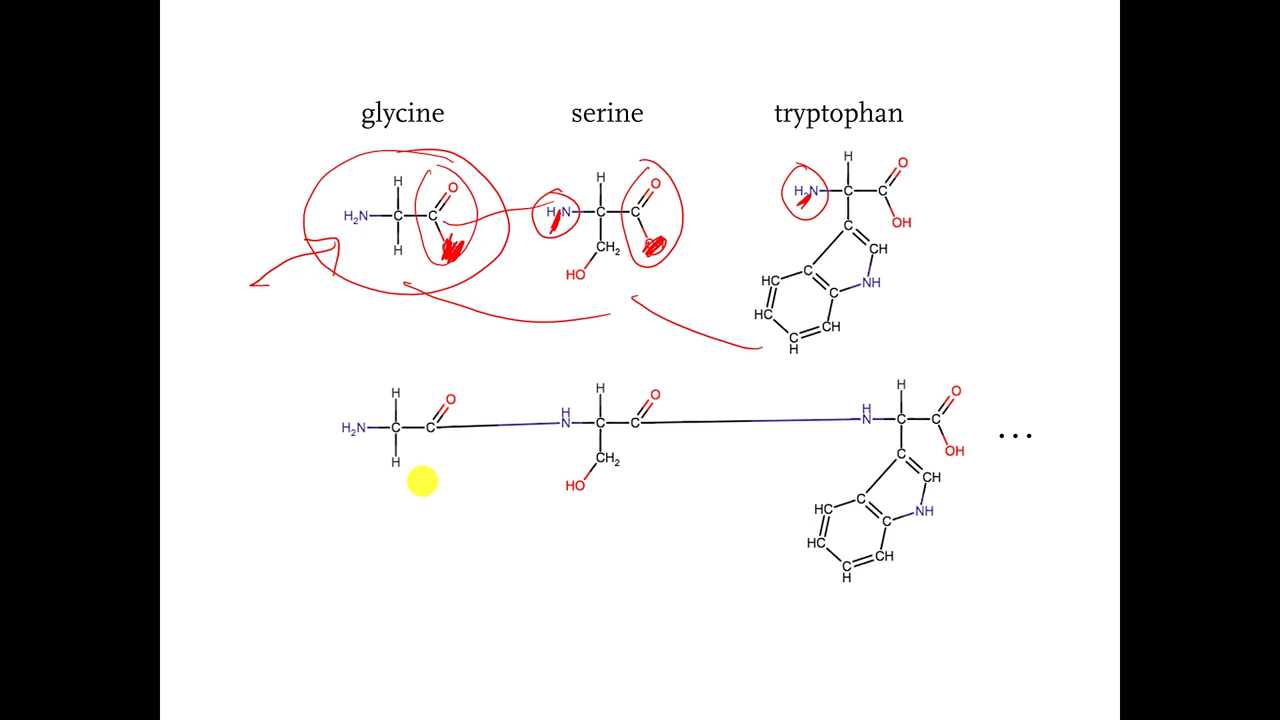 glycine serine tryptophan
H H H
H₂N C C O H N C C O H₂N C C O
H CH₂ OH
HO C CH
HC C C NH
HC CH
C
H
H H H
H₂N C C O H N C C O H N C C O
H CH₂ OH
HO C CH
HC C C NH
HC CH
C
H
...